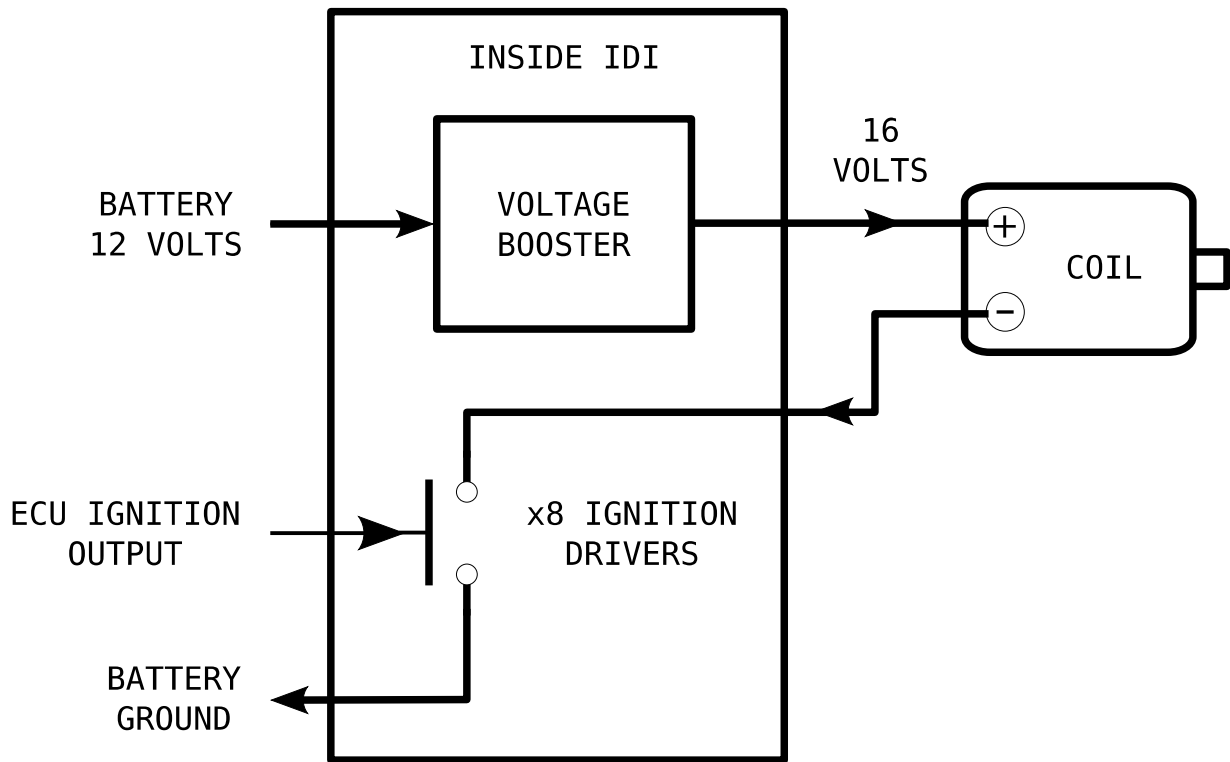 INSIDE IDI
16
VOLTS
BATTERY
12 VOLTS
VOLTAGE
BOOSTER
+
COIL
-
ECU IGNITION
OUTPUT
x8 IGNITION
DRIVERS
BATTERY
GROUND